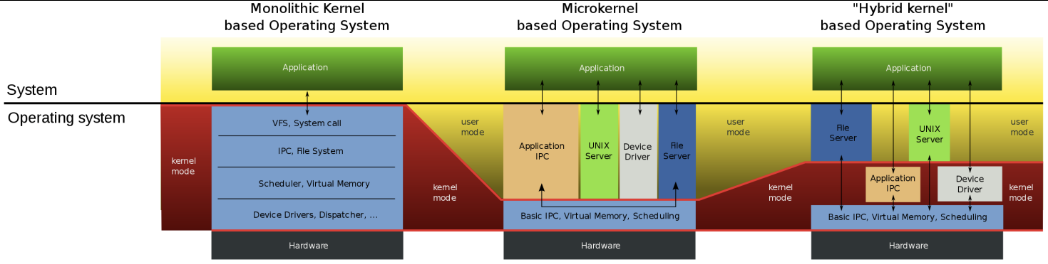 Monolithic Kernel
based Operating System
Microkernel
based Operating System
"Hybrid kernel"
based Operating System
System
Operating system
Application
VFS, System call
IPC, File System
Scheduler, Virtual Memory
Device Drivers, Dispatcher, ...
Hardware
kernel
mode
user
mode
kernel
mode
Application
Application
IPC
UNIX
Server
Device
Driver
File
Server
Basic IPC, Virtual Memory, Scheduling
Hardware
user
mode
kernel
mode
Application
File
Server
UNIX
Server
Application
IPC
Device
Driver
Basic IPC, Virtual Memory, Scheduling
Hardware
user
mode
kernel
mode